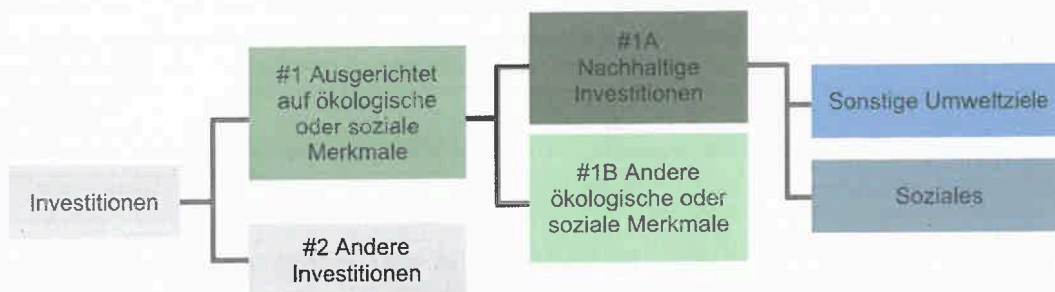 Investitionen
#1 Ausgerichtet
auf ökologische
oder soziale
Merkmale
#2 Andere
Investitionen
#1A
Nachhaltige
Investitionen
#1B Andere
ökologische oder
soziale Merkmale
Sonstige Umweltziele
Soziales